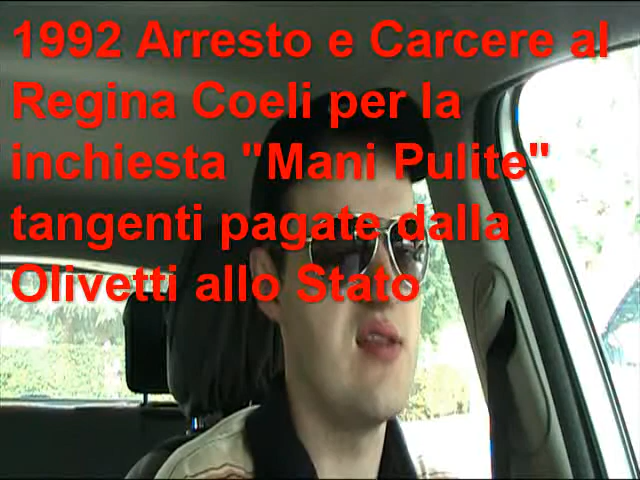 1992 Arresto e Carcere al
Regina Coeli per la
inchiesta "Mani Pulite"
tangenti pagate dalla
Olivetti allo Stato